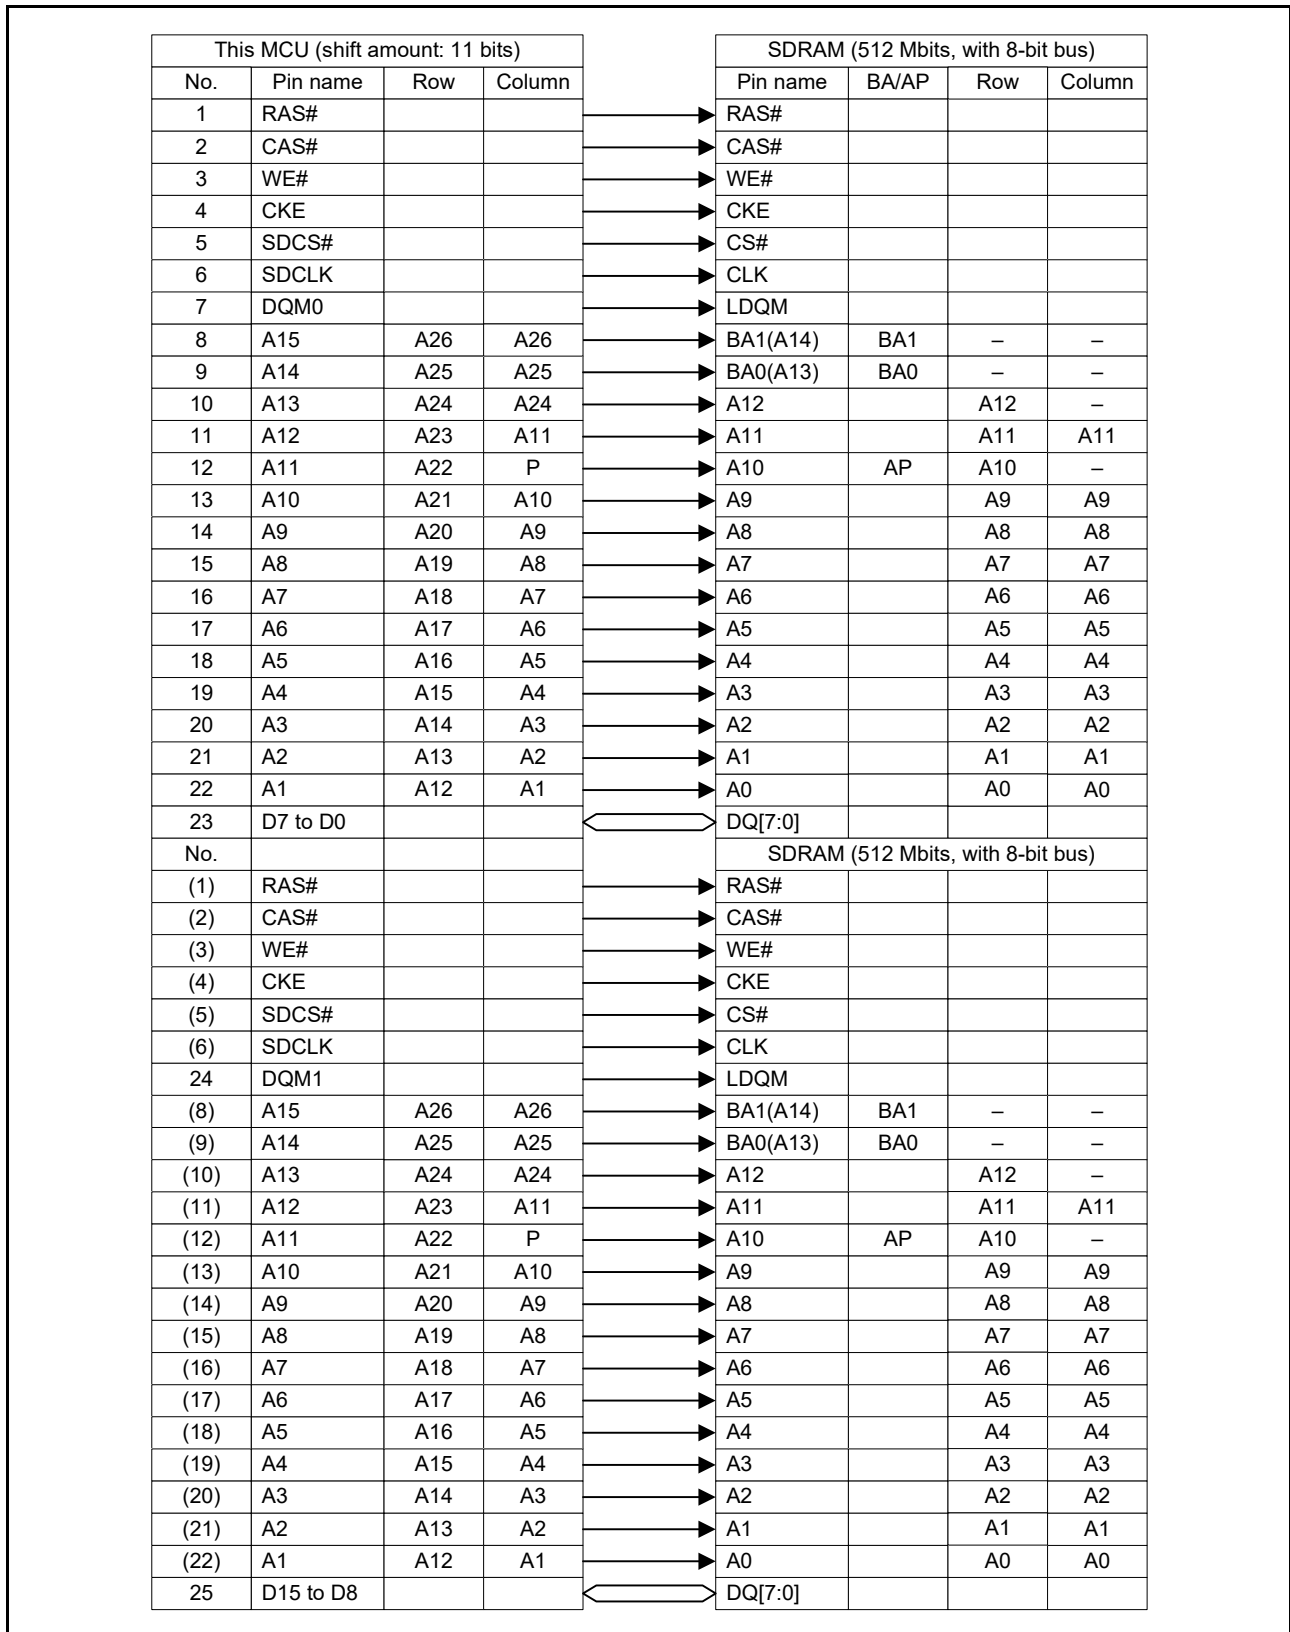 This MCU (shift amount: 11 bits) SDRAM (512 Mbits, with 8-bit bus)
No. Pin name Row Column Pin name BA/AP Row Column
1 RAS# RAS#
2 CAS# CAS#
3 WE# WE#
4 CKE CKE
5 SDCS# CS#
6 SDCLK CLK
7 DQM0 LDQM
8 A15 A26 A26 BA1(A14) BA1 – –
9 A14 A25 A25 BA0(A13) BA0 – –
10 A13 A24 A24 A12 A12 –
11 A12 A23 A11 A11 A11 A11
12 A11 A22 P A10 AP A10 –
13 A10 A21 A10 A9 A9 A9
14 A9 A20 A9 A8 A8 A8
15 A8 A19 A8 A7 A7 A7
16 A7 A18 A7 A6 A6 A6
17 A6 A17 A6 A5 A5 A5
18 A5 A16 A5 A4 A4 A4
19 A4 A15 A4 A3 A3 A3
20 A3 A14 A3 A2 A2 A2
21 A2 A13 A2 A1 A1 A1
22 A1 A12 A1 A0 A0 A0
23 D7 to D0 DQ[7:0]
No. SDRAM (512 Mbits, with 8-bit bus)
(1) RAS# RAS#
(2) CAS# CAS#
(3) WE# WE#
(4) CKE CKE
(5) SDCS# CS#
(6) SDCLK CLK
24 DQM1 LDQM
(8) A15 A26 A26 BA1(A14) BA1 – –
(9) A14 A25 A25 BA0(A13) BA0 – –
(10) A13 A24 A24 A12 A12 –
(11) A12 A23 A11 A11 A11 A11
(12) A11 A22 P A10 AP A10 –
(13) A10 A21 A10 A9 A9 A9
(14) A9 A20 A9 A8 A8 A8
(15) A8 A19 A8 A7 A7 A7
(16) A7 A18 A7 A6 A6 A6
(17) A6 A17 A6 A5 A5 A5
(18) A5 A16 A5 A4 A4 A4
(19) A4 A15 A4 A3 A3 A3
(20) A3 A14 A3 A2 A2 A2
(21) A2 A13 A2 A1 A1 A1
(22) A1 A12 A1 A0 A0 A0
25 D15 to D8 DQ[7:0]